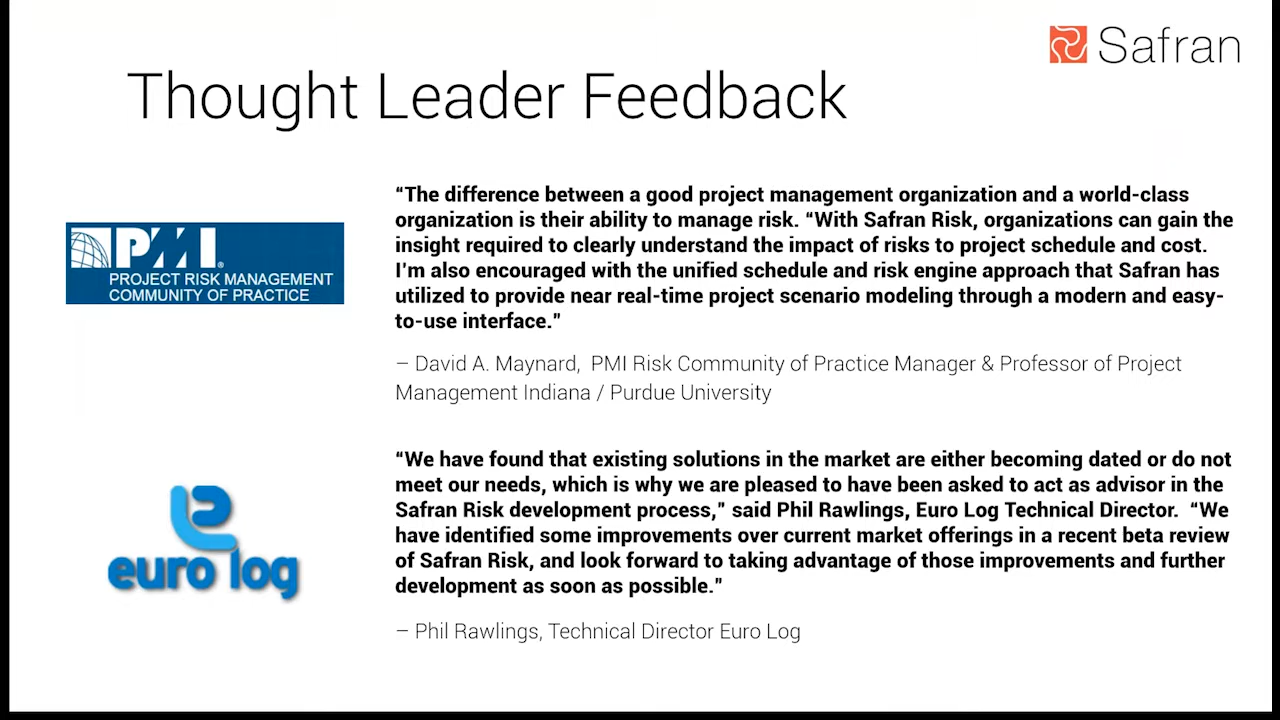 Safran
Thought Leader Feedback
“The difference between a good project management organization and a world-class
organization is their ability to manage risk. “With Safran Risk, organizations can gain the
insight required to clearly understand the impact of risks to project schedule and cost.
I’m also encouraged with the unified schedule and risk engine approach that Safran has
utilized to provide near real-time project scenario modeling through a modern and easy-
to-use interface.”
– David A. Maynard,  PMI Risk Community of Practice Manager & Professor of Project
Management Indiana / Purdue University
PMI®
PROJECT RISK MANAGEMENT
COMMUNITY OF PRACTICE
“We have found that existing solutions in the market are either becoming dated or do not
meet our needs, which is why we are pleased to have been asked to act as advisor in the
Safran Risk development process,” said Phil Rawlings, Euro Log Technical Director.  “We
have identified some improvements over current market offerings in a recent beta review
of Safran Risk, and look forward to taking advantage of those improvements and further
development as soon as possible.”
– Phil Rawlings, Technical Director Euro Log
euro log